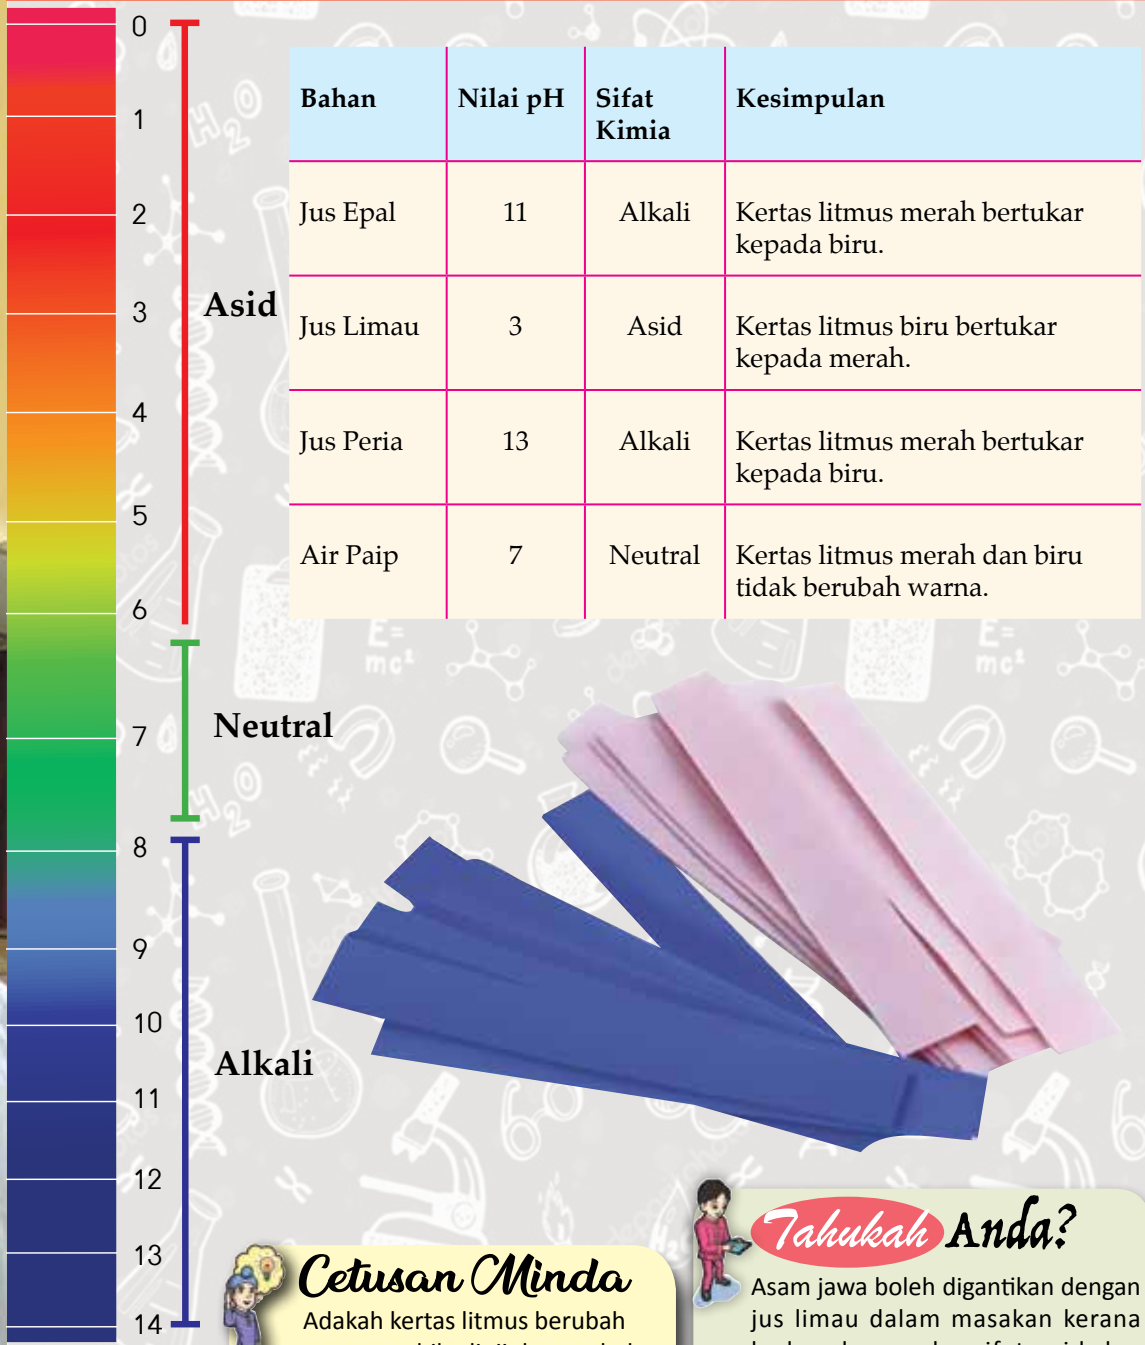 0
1
2
3
4
5
6
7
8
9
10
11
12
13
14
Asid
Neutral
Alkali
Bahan
Nilai pH
Sifat
Kimia
Kesimpulan
Jus Epal
11
Alkali
Kertas litmus merah bertukar
kepada biru.
Jus Limau
3
Asid
Kertas litmus biru bertukar
kepada merah.
Jus Peria
13
Alkali
Kertas litmus merah bertukar
kepada biru.
Air Paip
7
Neutral
Kertas litmus merah dan biru
tidak berubah warna.
H2O
E=
mc²
E=
mc²
H2O
Cetusan Minda
Adakah kertas litmus berubah
Tahukah Anda?
Asam jawa boleh digantikan dengan
jus limau dalam masakan kerana